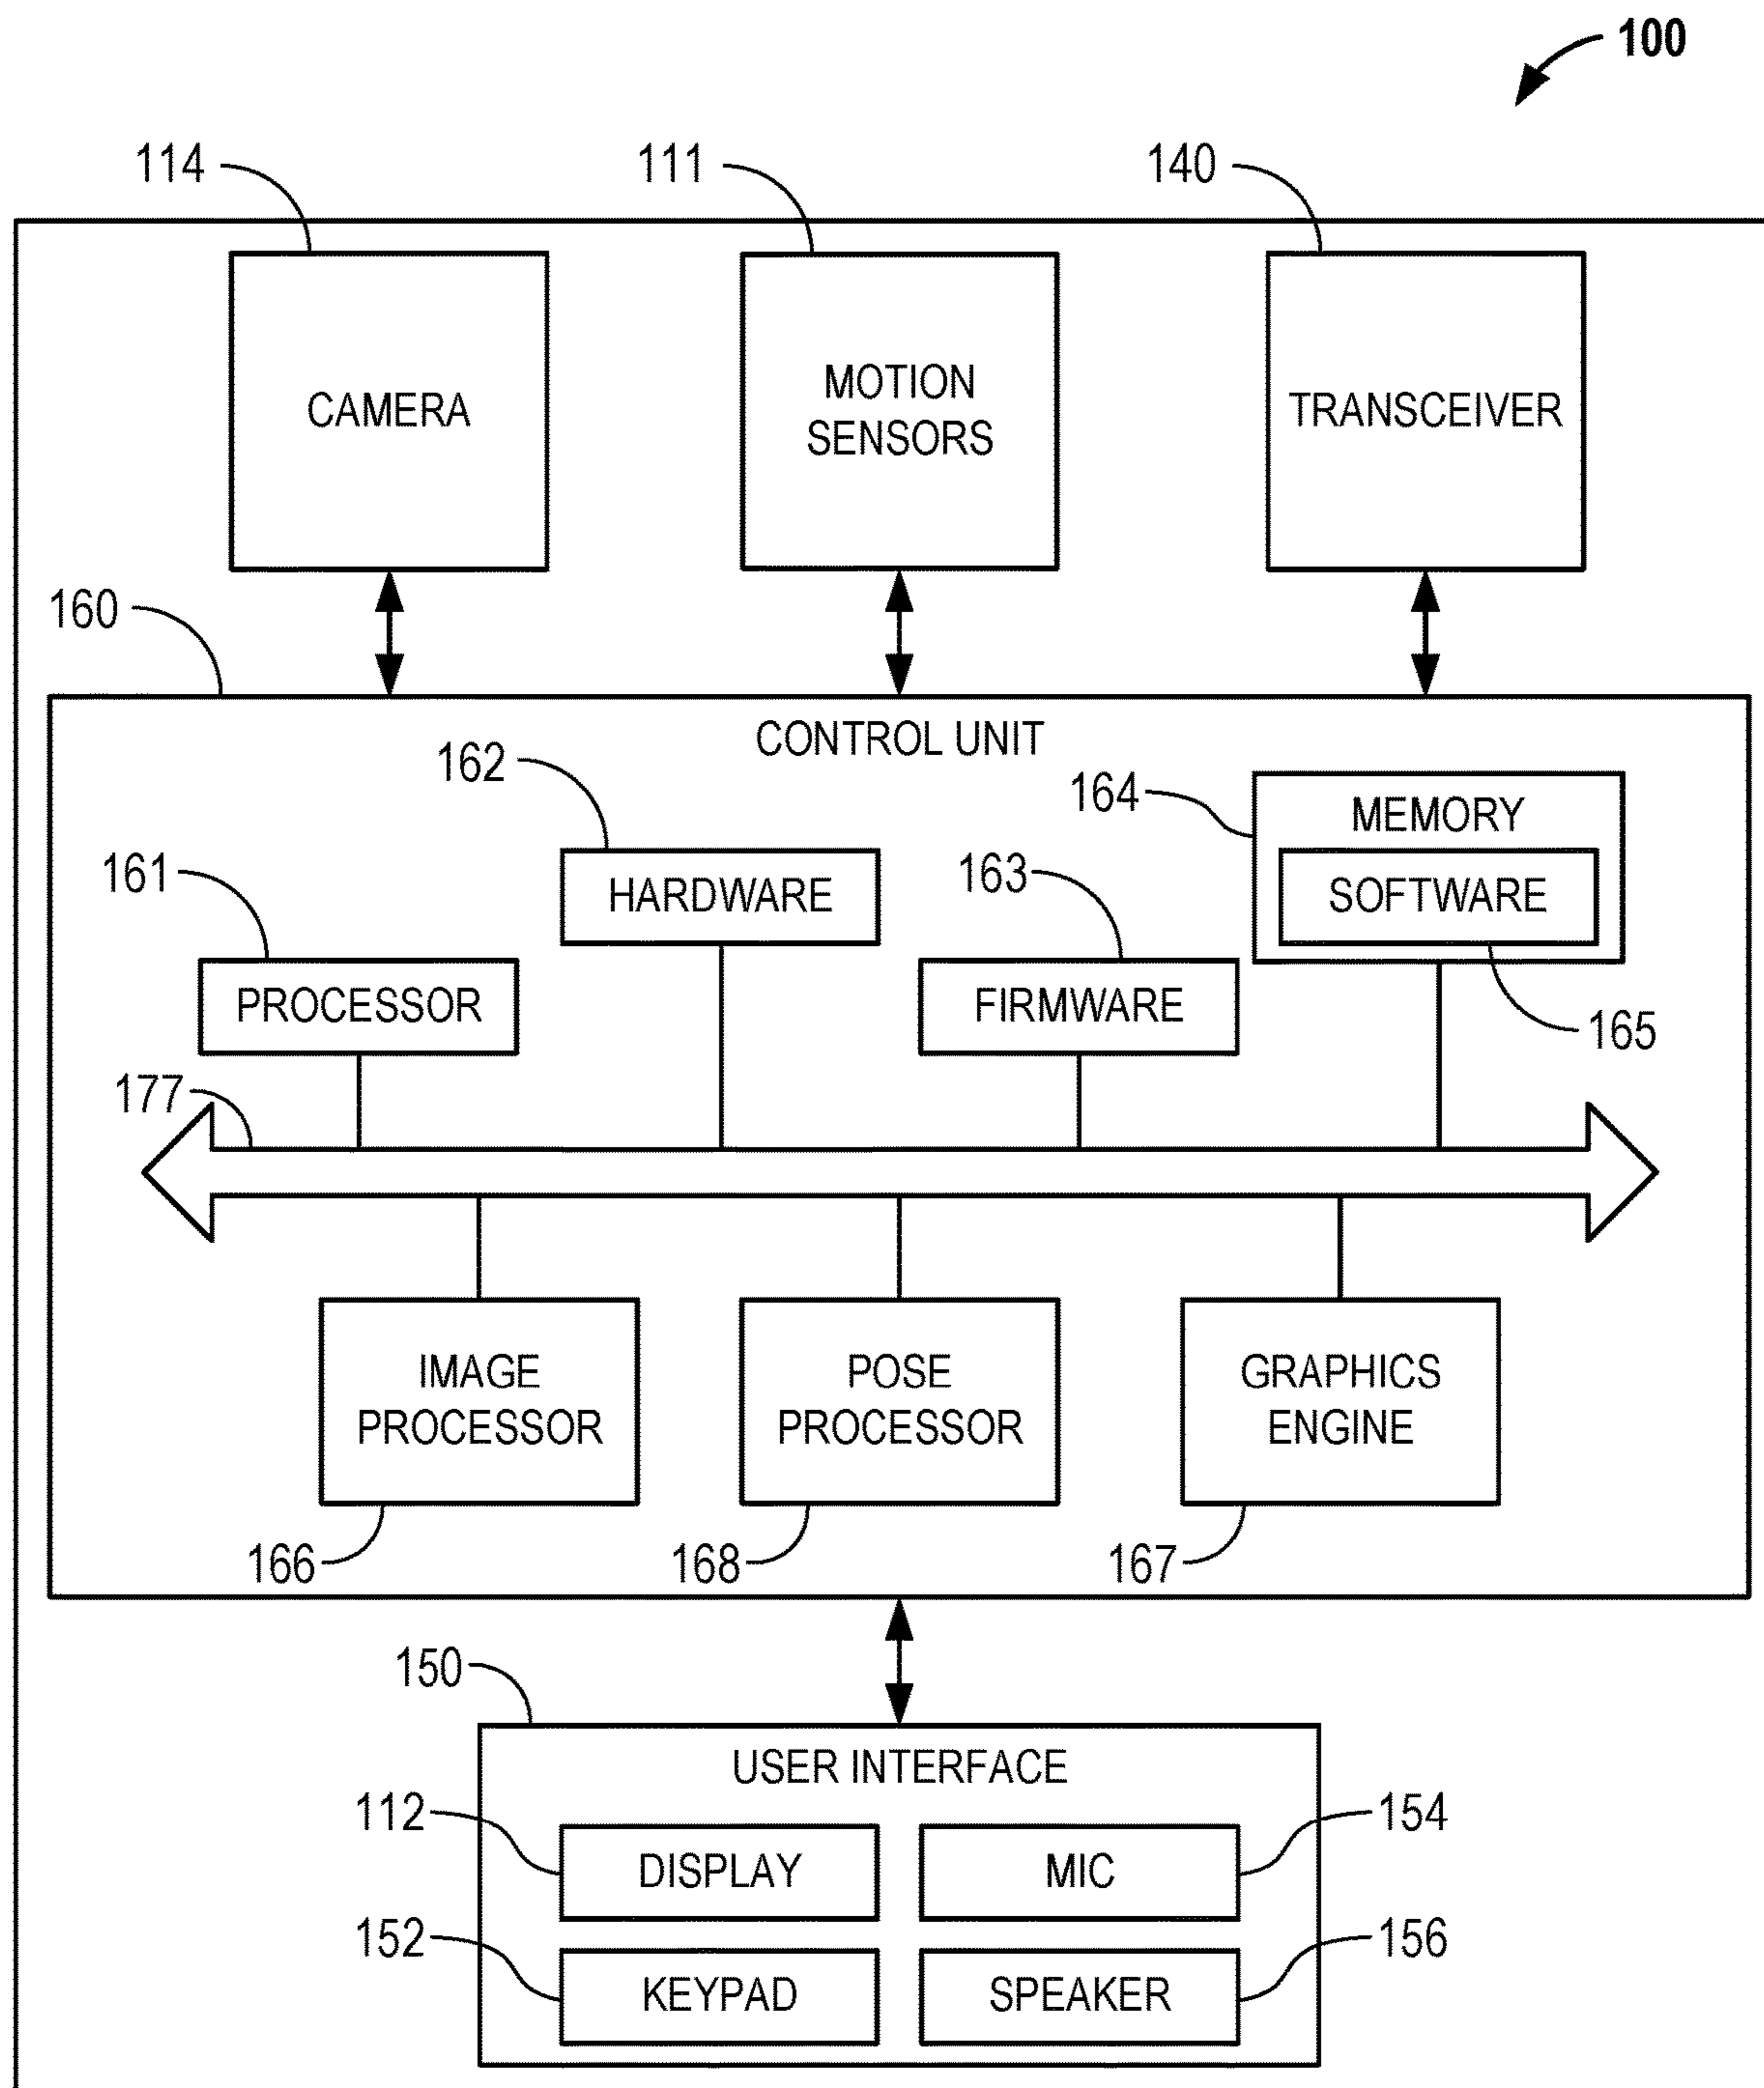 100
114
111
140
CAMERA
MOTION
SENSORS
TRANSCEIVER
160
CONTROL UNIT
162
164
MEMORY
161
HARDWARE
163
SOFTWARE
PROCESSOR
FIRMWARE
165
177
IMAGE
PROCESSOR
POSE
PROCESSOR
GRAPHICS
ENGINE
166
168
167
150
USER INTERFACE
112
DISPLAY
MIC
154
152
KEYPAD
SPEAKER
156